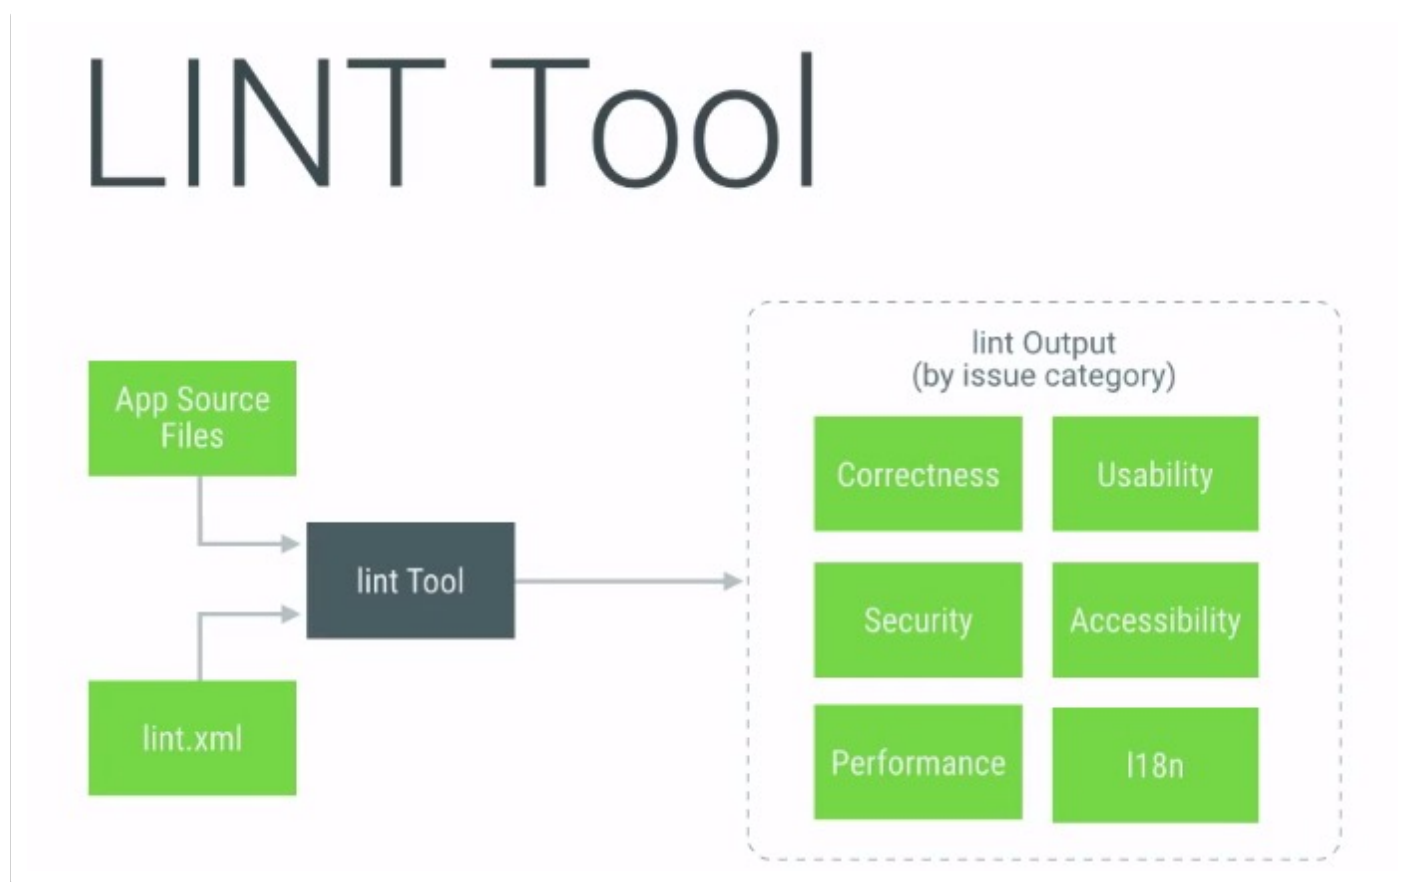 LINT Tool
lint Output
(by issue category)
App Source
Files
lint Tool
lint.xml
Correctness
Usability
Security
Accessibility
Performance
I18n